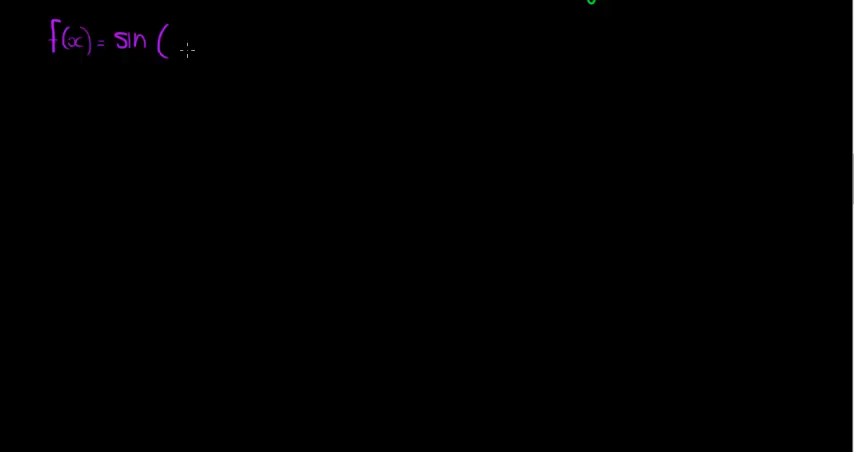 f(x) = sin (